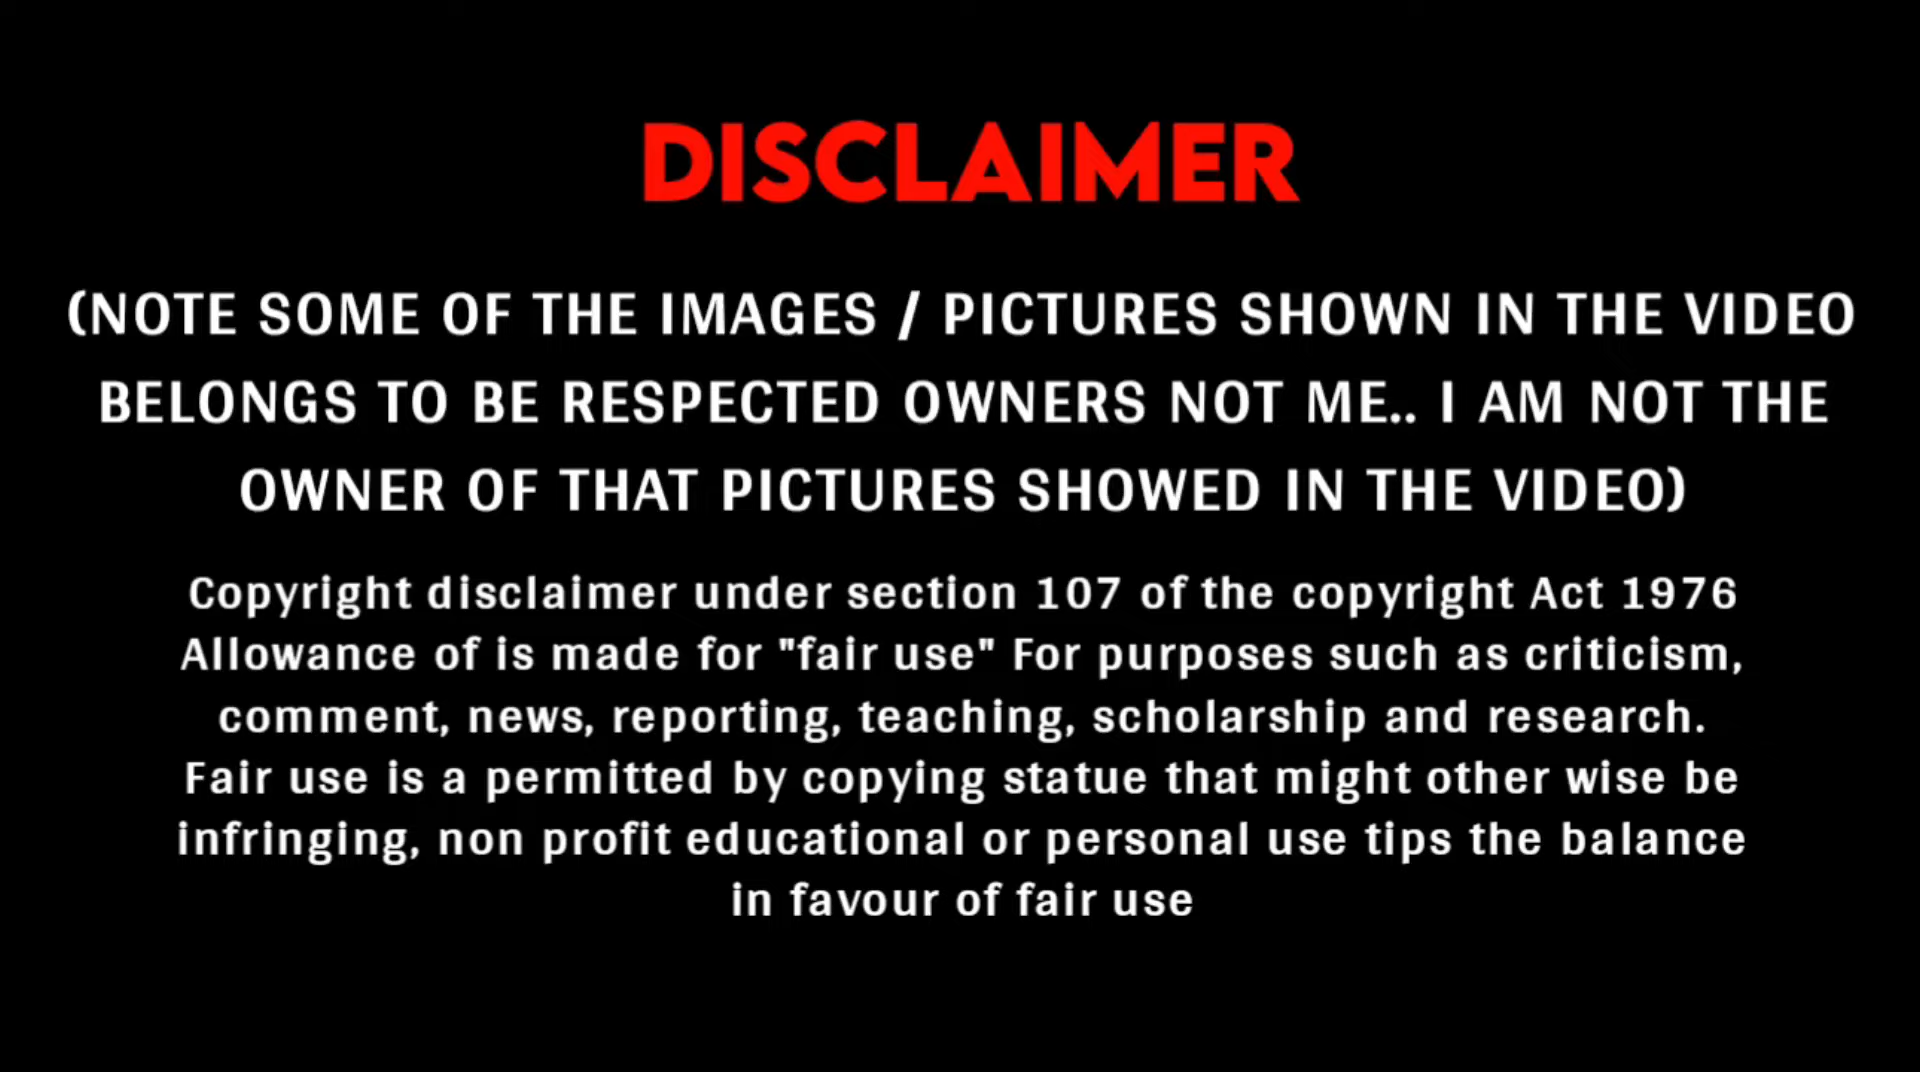 DISCLAIMER
(NOTE SOME OF THE IMAGES / PICTURES SHOWN IN THE VIDEO
BELONGS TO BE RESPECTED OWNERS NOT ME.. I AM NOT THE
OWNER OF THAT PICTURES SHOWED IN THE VIDEO)
Copyright disclaimer under section 107 of the copyright Act 1976
Allowance of is made for "fair use" For purposes such as criticism,
comment, news, reporting, teaching, scholarship and research.
Fair use is a permitted by copying statue that might other wise be
infringing, non profit educational or personal use tips the balance
in favour of fair use